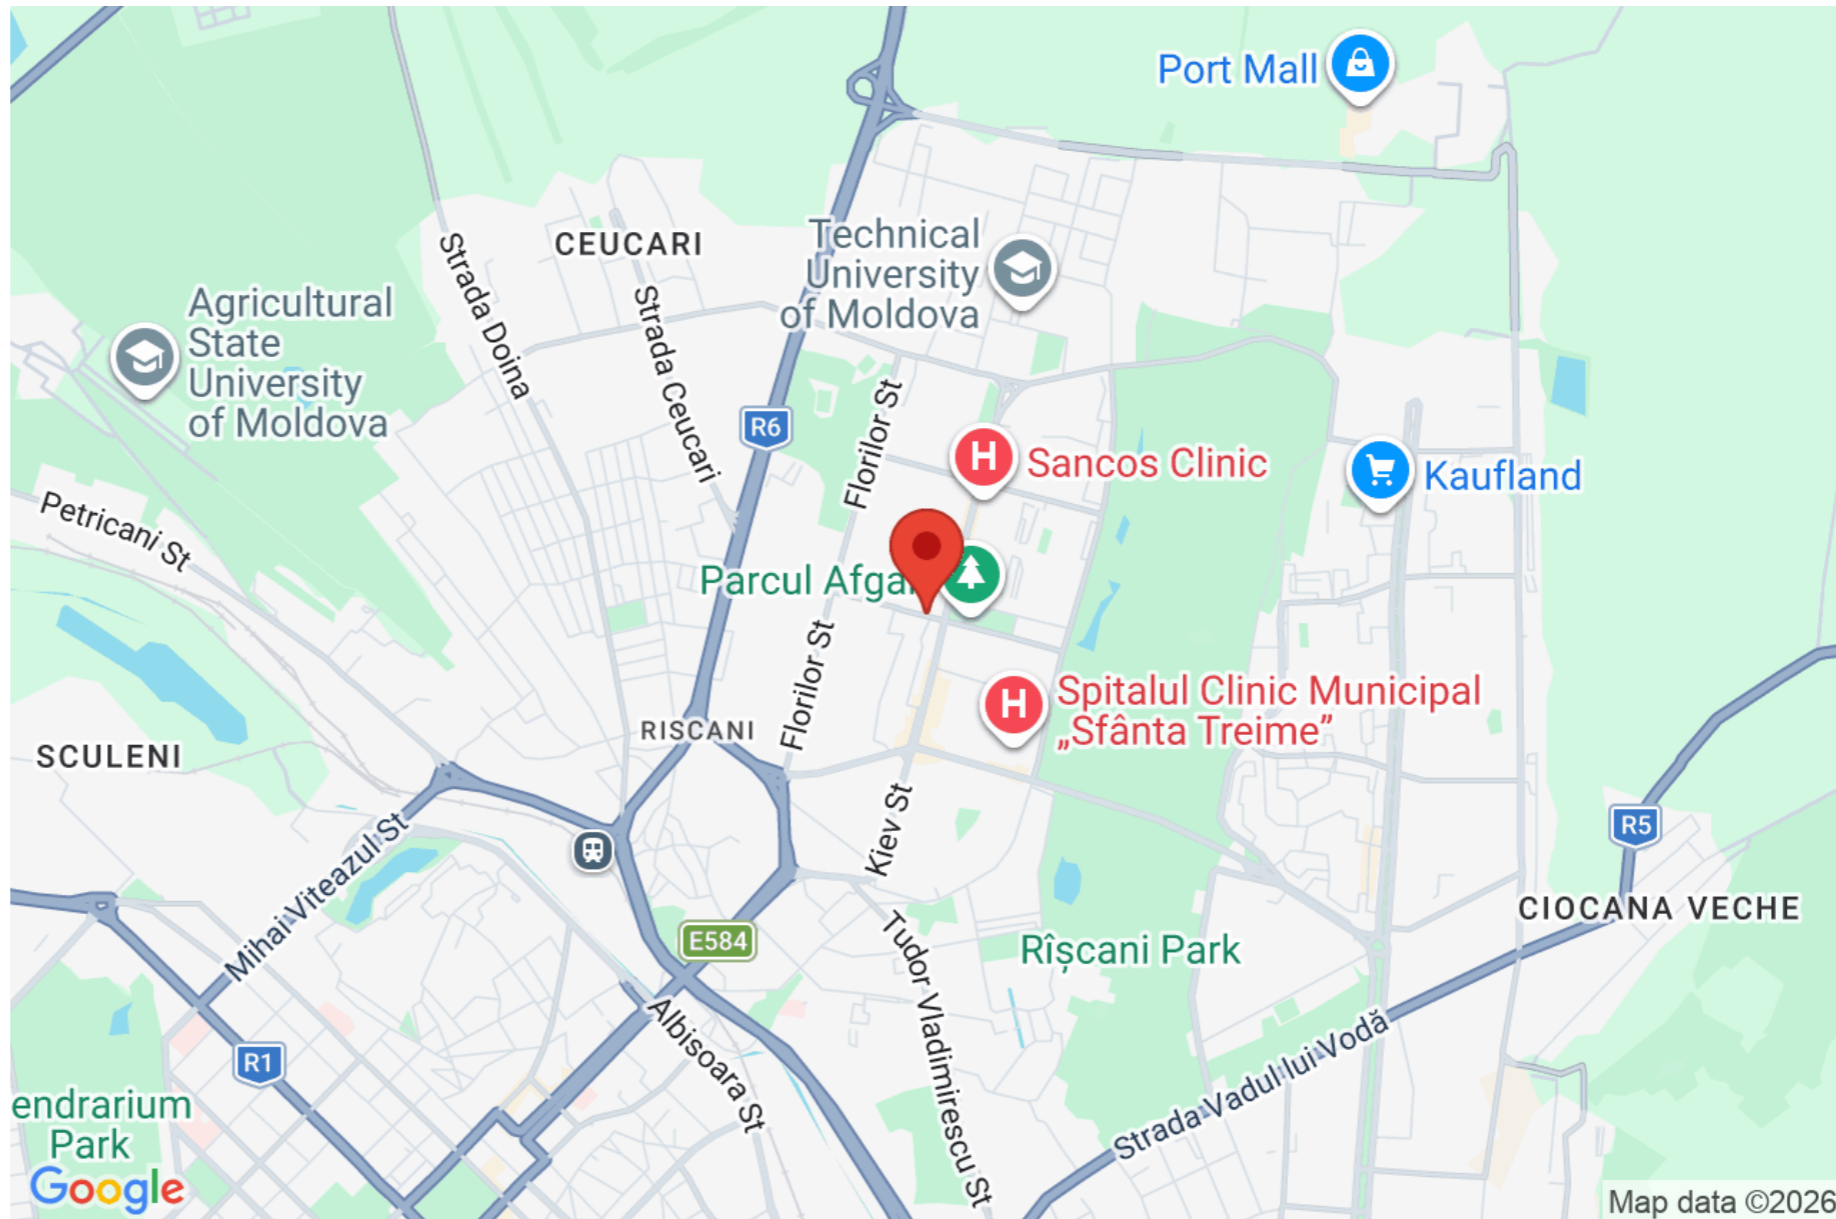 Port Mall
Technical
University
of Moldova
CEUCARI
Strada Doina
Strada Ceucari
Agricultural
State
University
of Moldova
R6
Florilor St
H
Sancos Clinic
Kaufland
Petricani St
Parcul Afgan
Florilor St
H
Spitalul Clinic Municipal
„Sfânta Treime”
RISCANI
SCULENI
Mihai Viteazul St
Kiev St
R5
CIOCANA VECHE
E584
Rîșcani Park
Tudor Vladimirescu St
Albisoara St
R1
Strada Vadul lui Vodă
endrarium
Park
Google
Map data ©2026